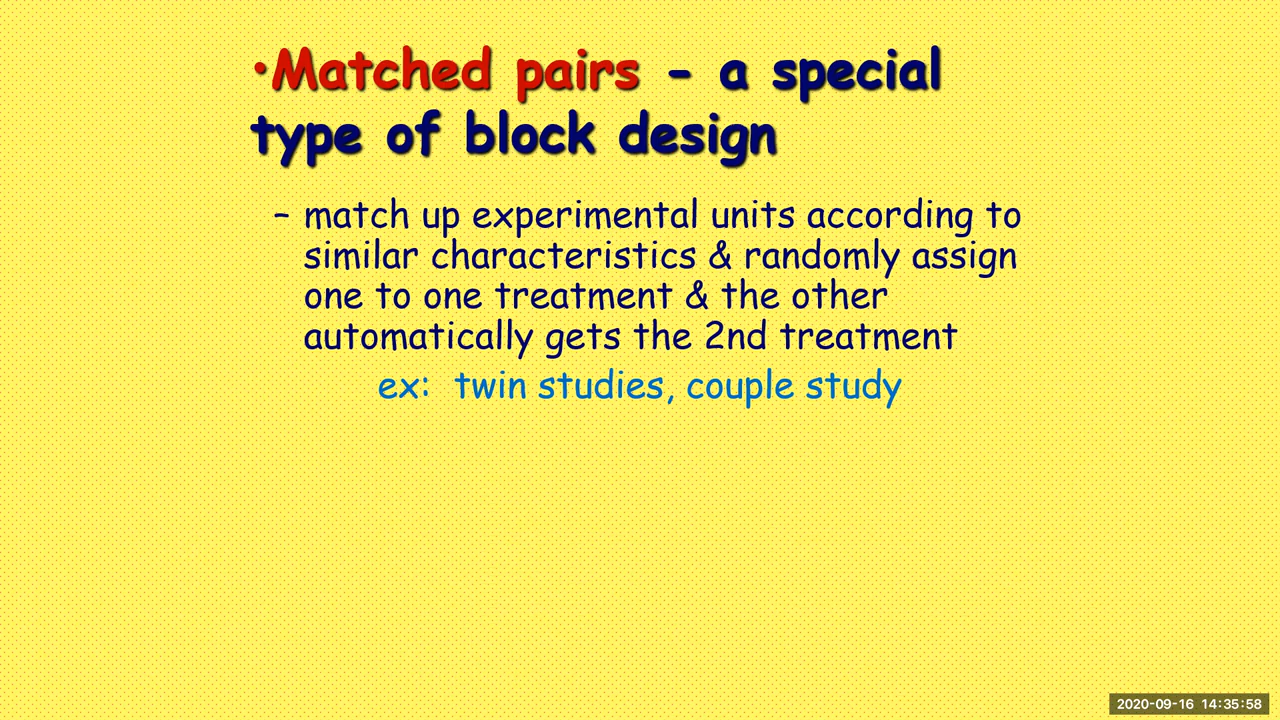 •Matched pairs - a special
type of block design
– match up experimental units according to
similar characteristics & randomly assign
one to one treatment & the other
automatically gets the 2nd treatment
ex:  twin studies, couple study
2020-09-16 14:35:58